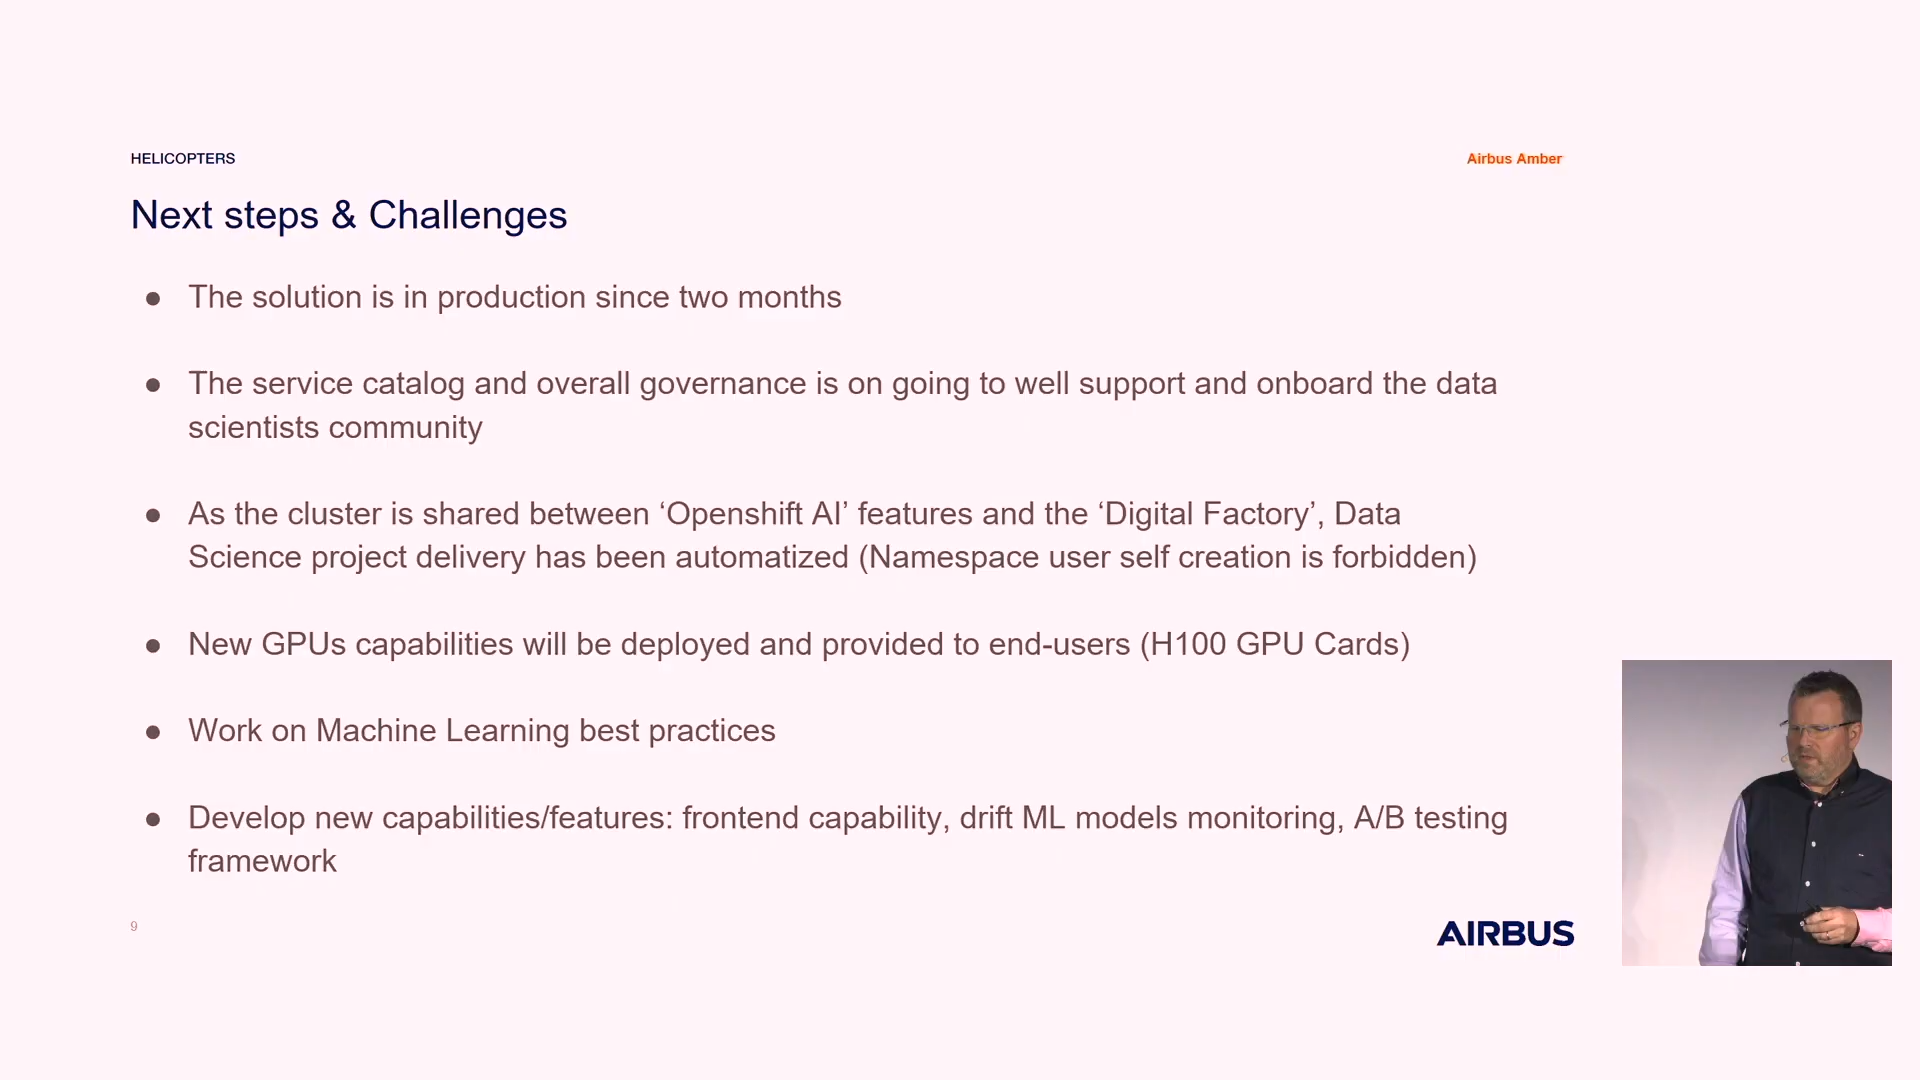 HELICOPTERS
Airbus Amber
Next steps & Challenges
● The solution is in production since two months
● The service catalog and overall governance is on going to well support and onboard the data
scientists community
● As the cluster is shared between ‘Openshift AI’ features and the ‘Digital Factory’, Data
Science project delivery has been automatized (Namespace user self creation is forbidden)
● New GPUs capabilities will be deployed and provided to end-users (H100 GPU Cards)
● Work on Machine Learning best practices
● Develop new capabilities/features: frontend capability, drift ML models monitoring, A/B testing
framework
9
AIRBUS